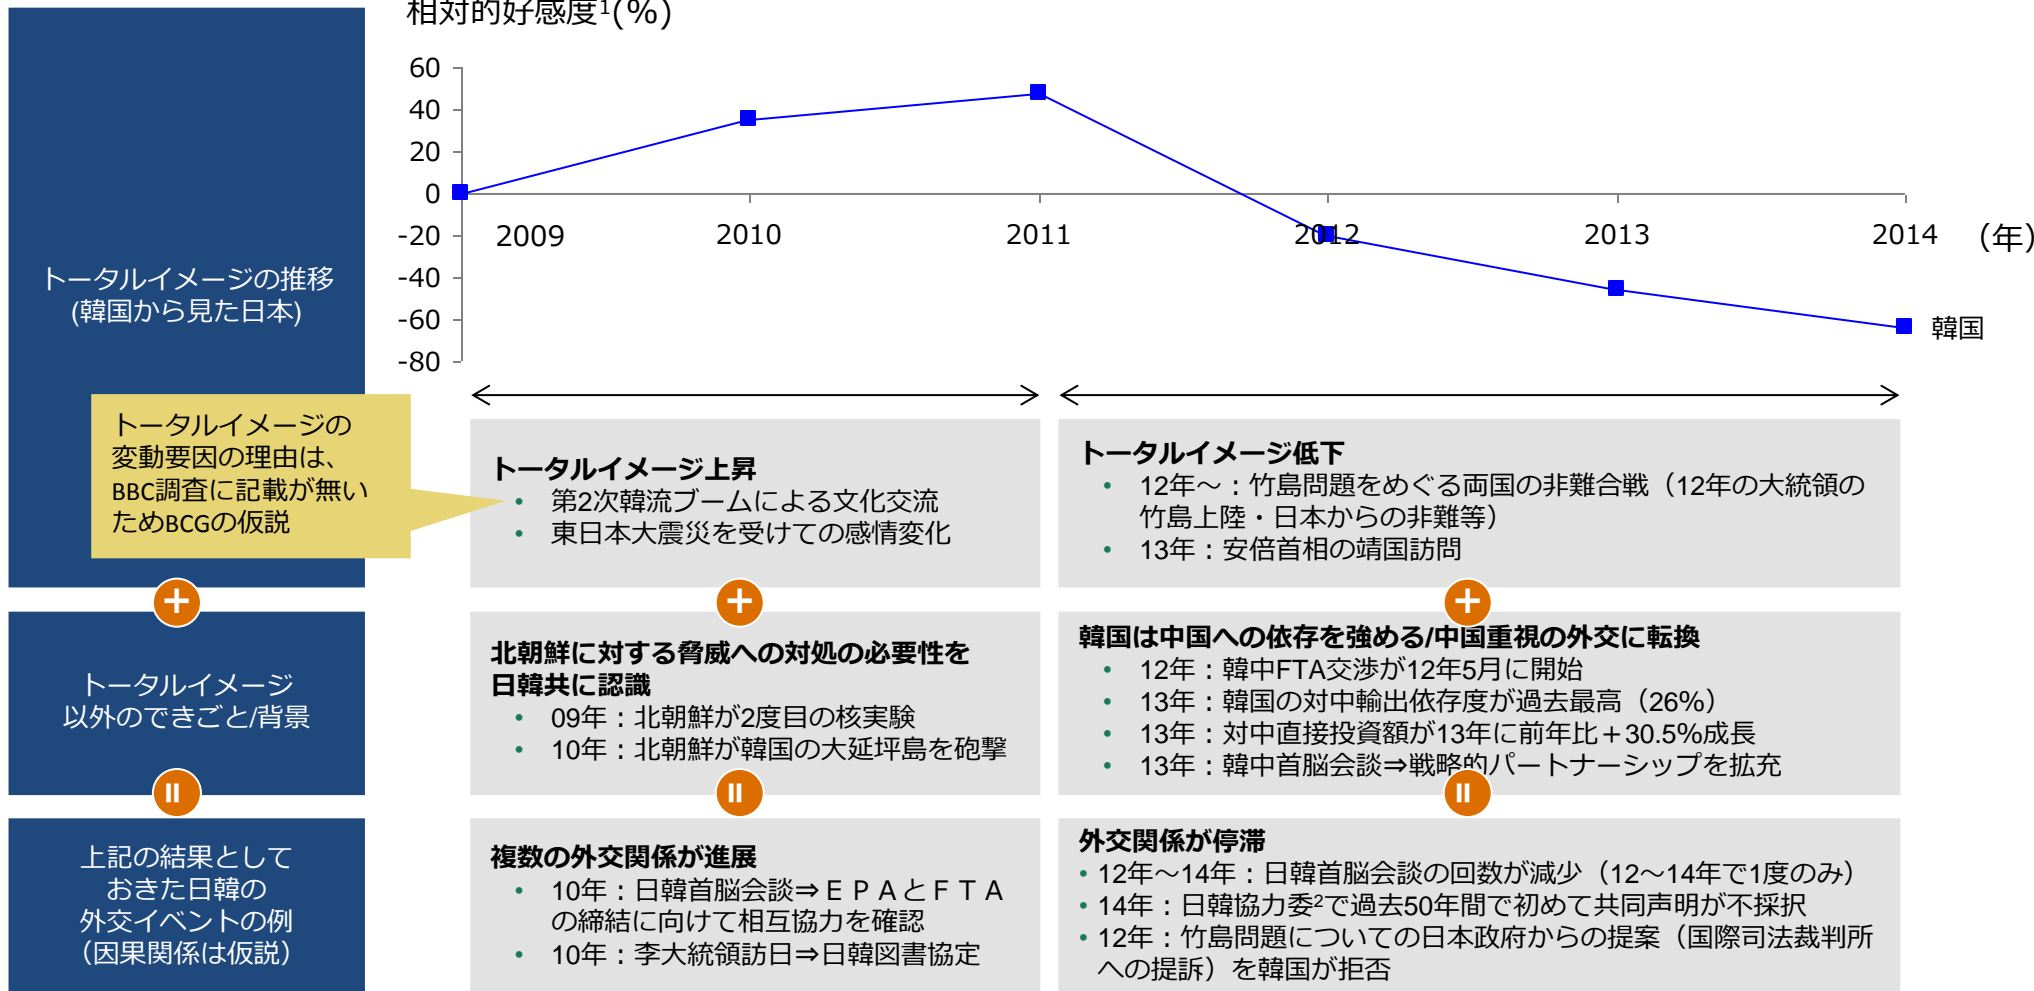 相対的好感度¹(%)
60
40
20
0
-20
-40
-60
-80
2009
2010
2011
2012
2013
2014
（年）
韓国
トータルイメージの推移
(韓国から見た日本)
トータルイメージの
変動要因の理由は、
BBC調査に記載が無い
ためBCGの仮説
トータルイメージ上昇
• 第2次韓流ブームによる文化交流
• 東日本大震災を受けての感情変化
トータルイメージ低下
• 12年～：竹島問題をめぐる両国の非難合戦（12年の大統領の
竹島上陸・日本からの非難等）
• 13年：安倍首相の靖国訪問
+
+
+
トータルイメージ
以外のできごと/背景
北朝鮮に対する脅威への対処の必要性を
日韓共に認識
• 09年：北朝鮮が2度目の核実験
• 10年：北朝鮮が韓国の大延坪島を砲撃
韓国は中国への依存を強める/中国重視の外交に転換
• 12年：韓中FTA交渉が12年5月に開始
• 13年：韓国の対中輸出依存度が過去最高（26%）
• 13年：対中直接投資額が13年に前年比＋30.5%成長
• 13年：韓中首脳会談⇒戦略的パートナーシップを拡充
=
=
=
上記の結果として
おきた日韓の
外交イベントの例
（因果関係は仮説）
複数の外交関係が進展
• 10年：日韓首脳会談⇒ＥＰＡとＦＴＡ
の締結に向けて相互協力を確認
• 10年：李大統領訪日⇒日韓図書協定
外交関係が停滞
• 12年～14年：日韓首脳会談の回数が減少（12～14年で1度のみ）
• 14年：日韓協力委²で過去50年間で初めて共同声明が不採択
• 12年：竹島問題についての日本政府からの提案（国際司法裁判所
への提訴）を韓国が拒否